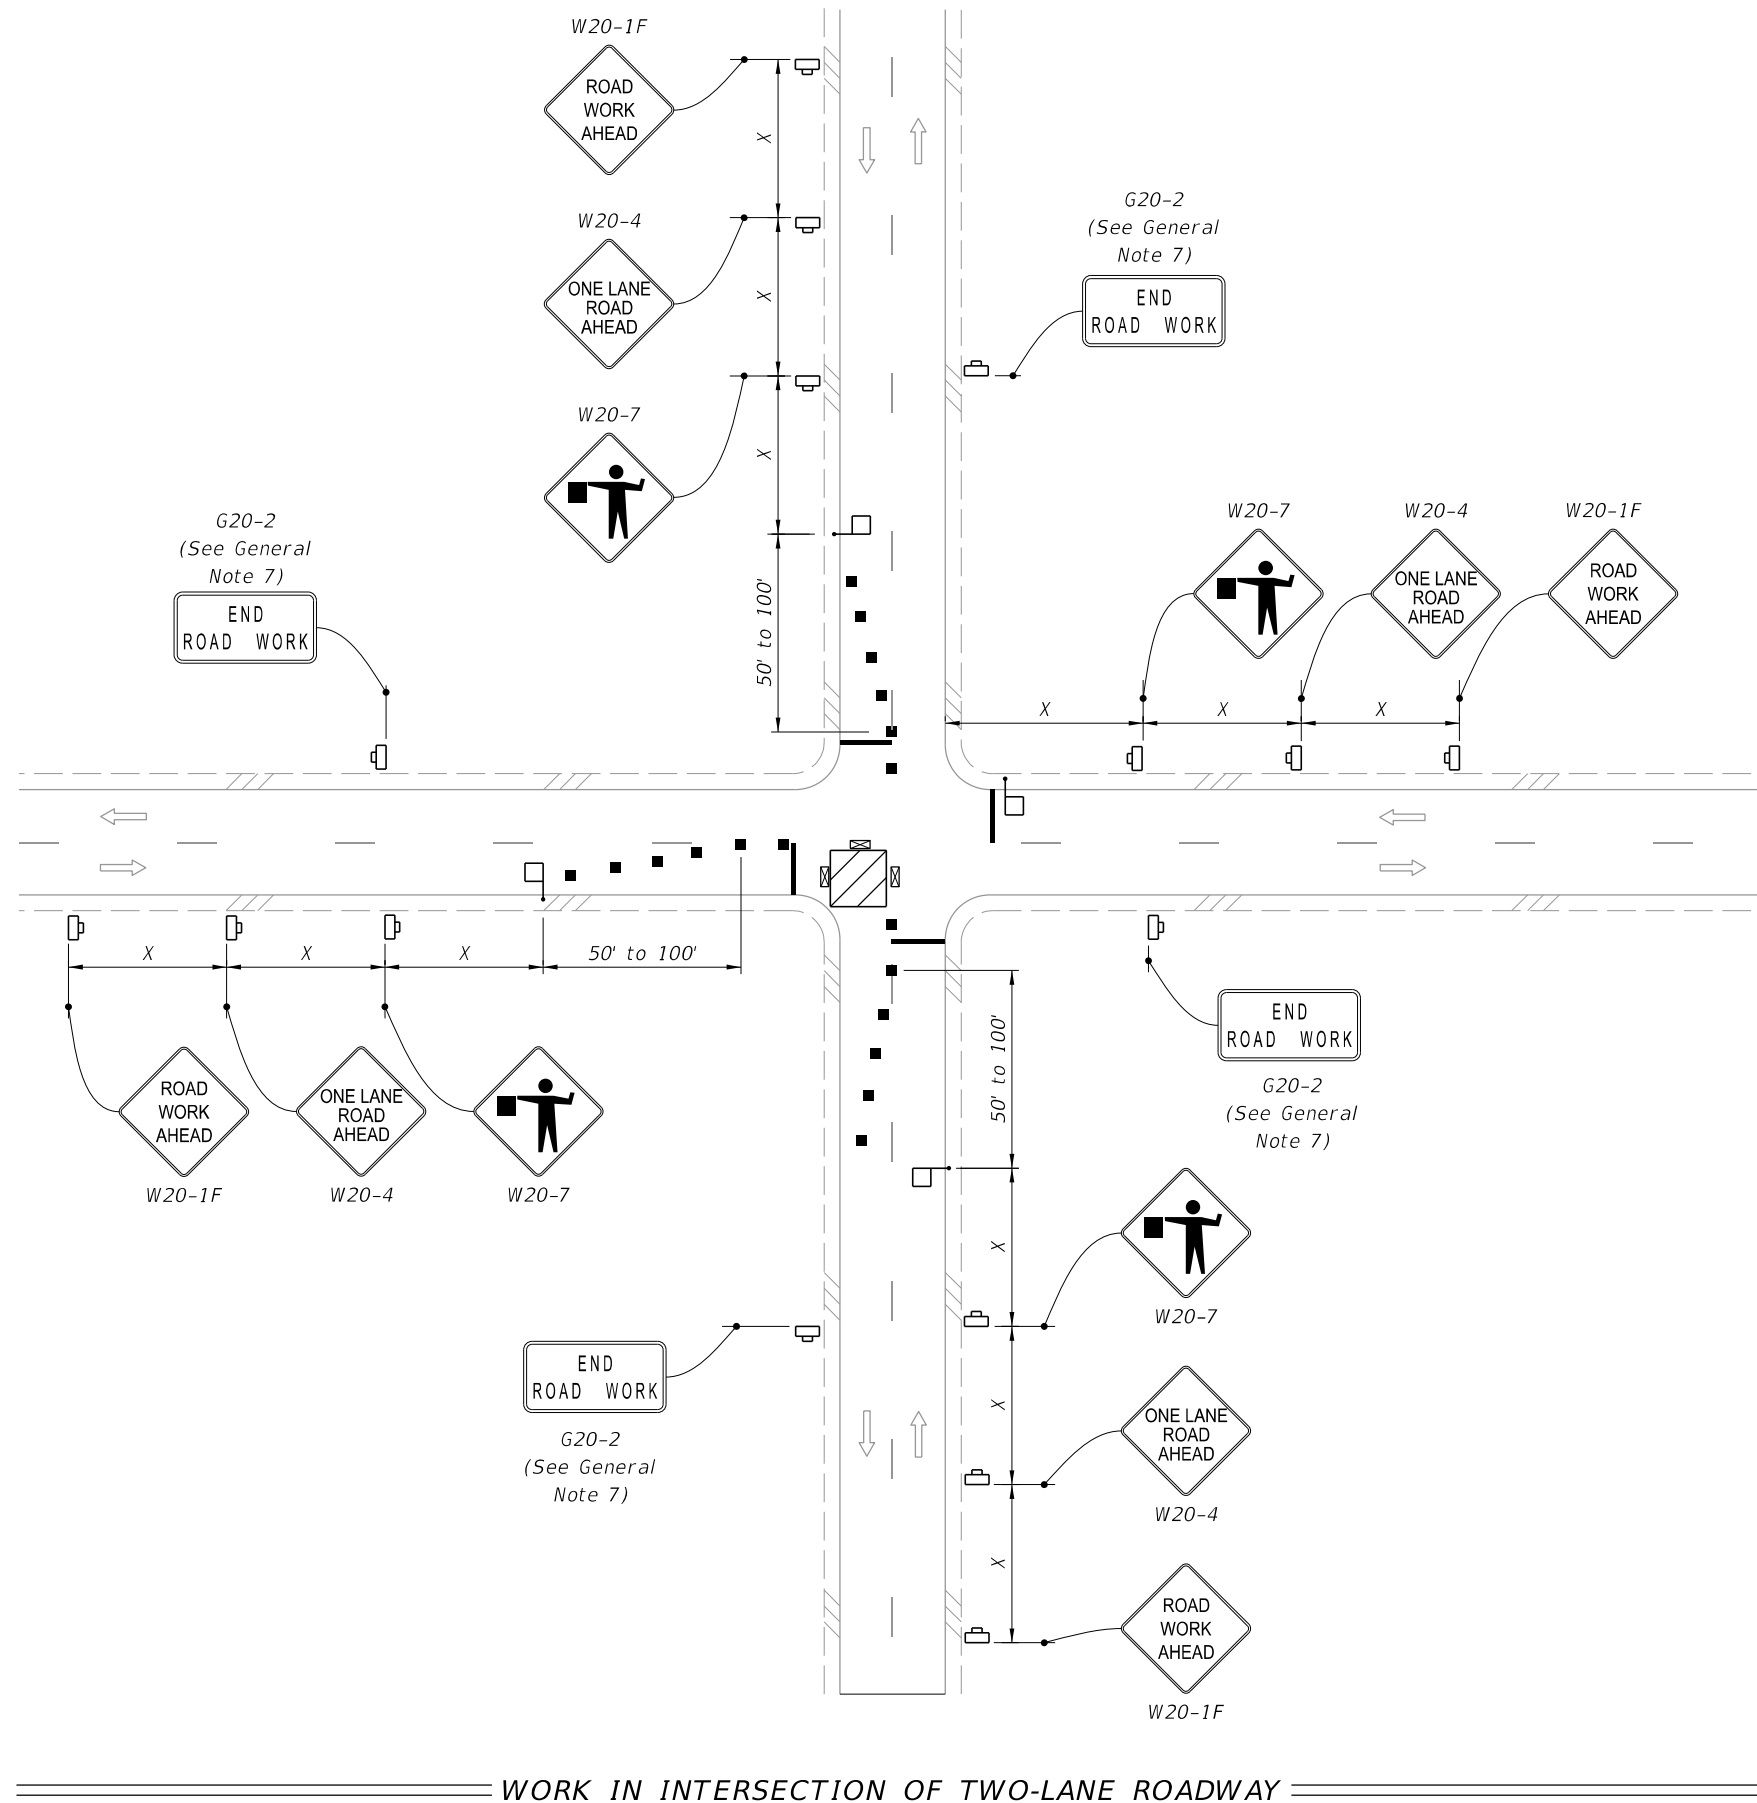 W20-1F
ROAD
WORK
AHEAD
X
W20-4
ONE LANE
ROAD
AHEAD
X
G20-2
(See General
Note 7)
END
ROAD WORK
W20-7
X
50' to 100'
G20-2
(See General
Note 7)
END
ROAD WORK
W20-7
W20-4
ONE LANE
ROAD
AHEAD
W20-1F
ROAD
WORK
AHEAD
X
X
X
X
X
X
50' to 100'
ROAD
WORK
AHEAD
W20-1F
ONE LANE
ROAD
AHEAD
W20-4
W20-7
END
ROAD WORK
G20-2
(See General
Note 7)
50' to 100'
X
W20-7
END
ROAD WORK
G20-2
(See General
Note 7)
X
ONE LANE
ROAD
AHEAD
W20-4
X
ROAD
WORK
AHEAD
W20-1F
WORK IN INTERSECTION OF TWO-LANE ROADWAY